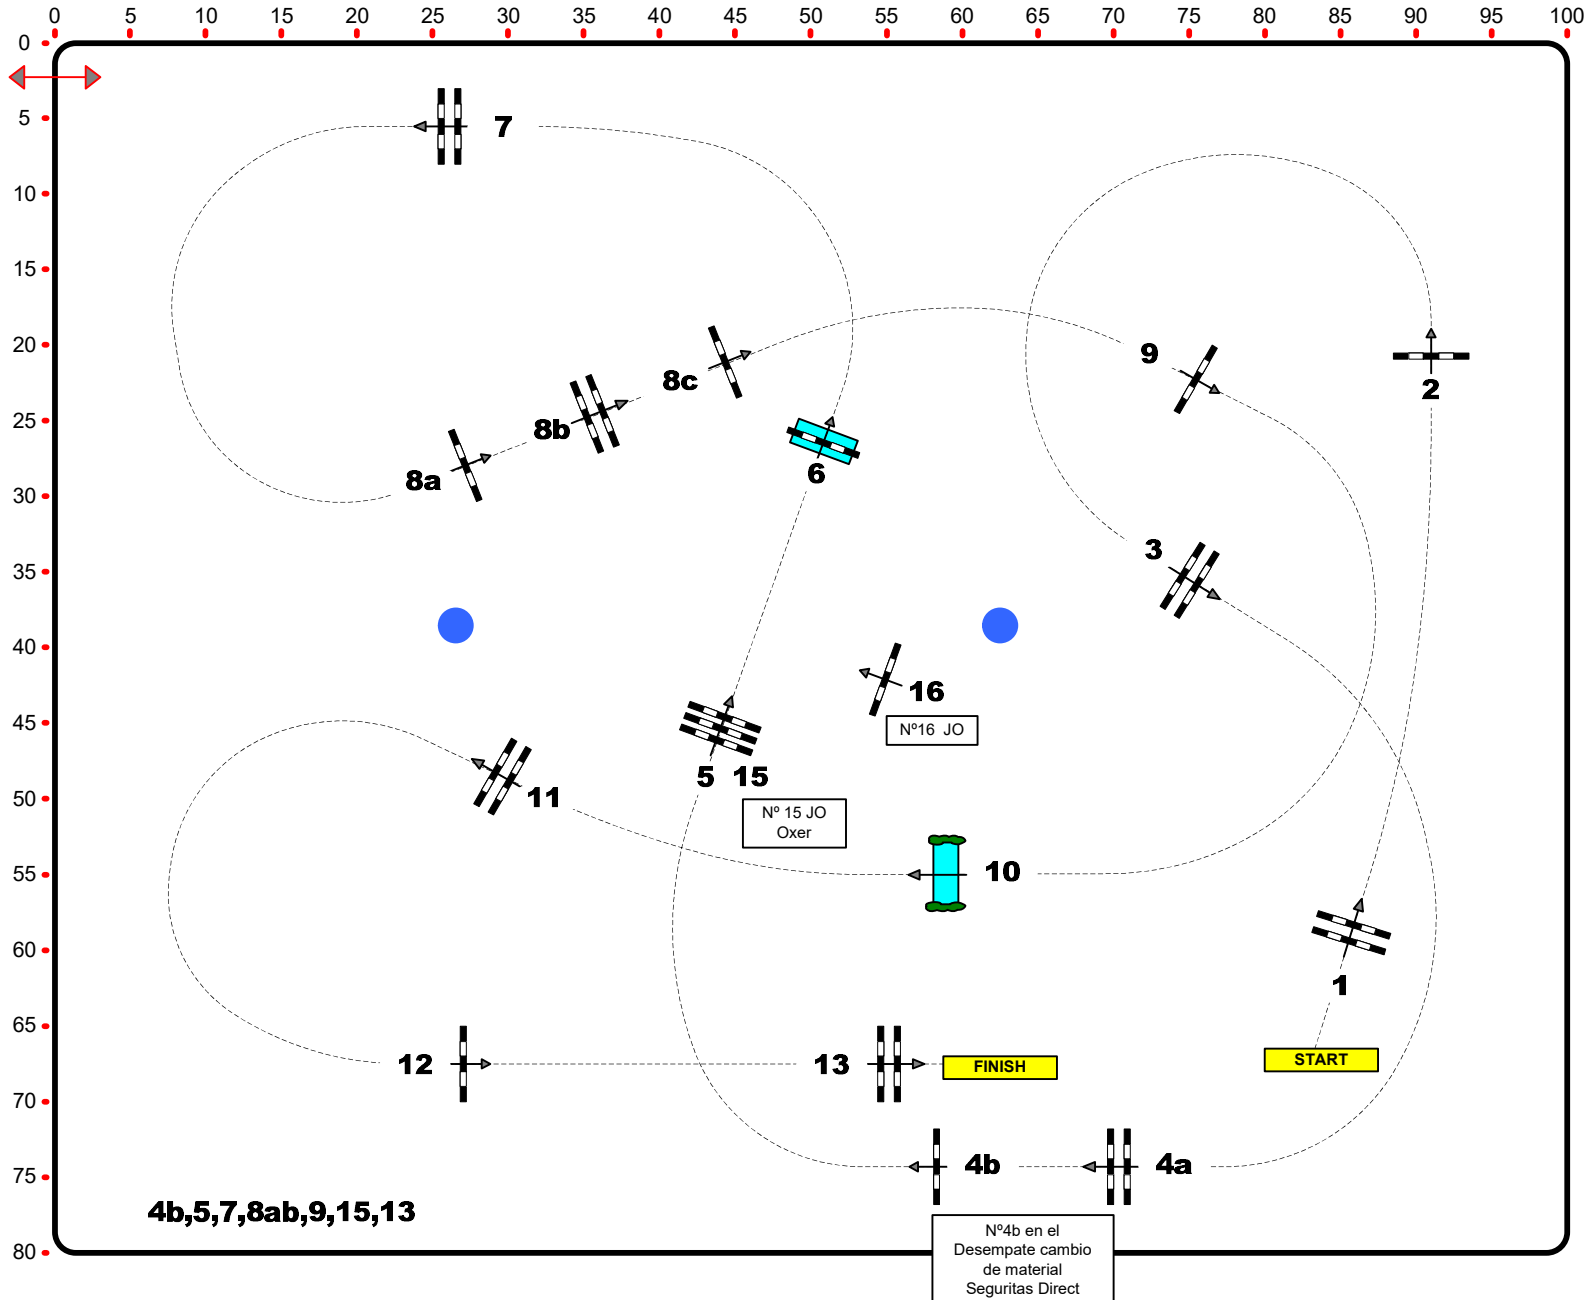 0 5 10 15 20 25 30 35 40 45 50 55 60 65 70 75 80 85 90 95 100
0
5
10
15
20
25
30
35
40
45
50
55
60
65
70
75
80
7
9
2
8c
8b
6
8a
3
16
Nº16 JO
5 15
11
Nº 15 JO
Oxer
10
1
12
13
FINISH
START
4b
4a
4b,5,7,8ab,9,15,13
Nº4b en el
Desempate cambio
de material
Seguritas Direct